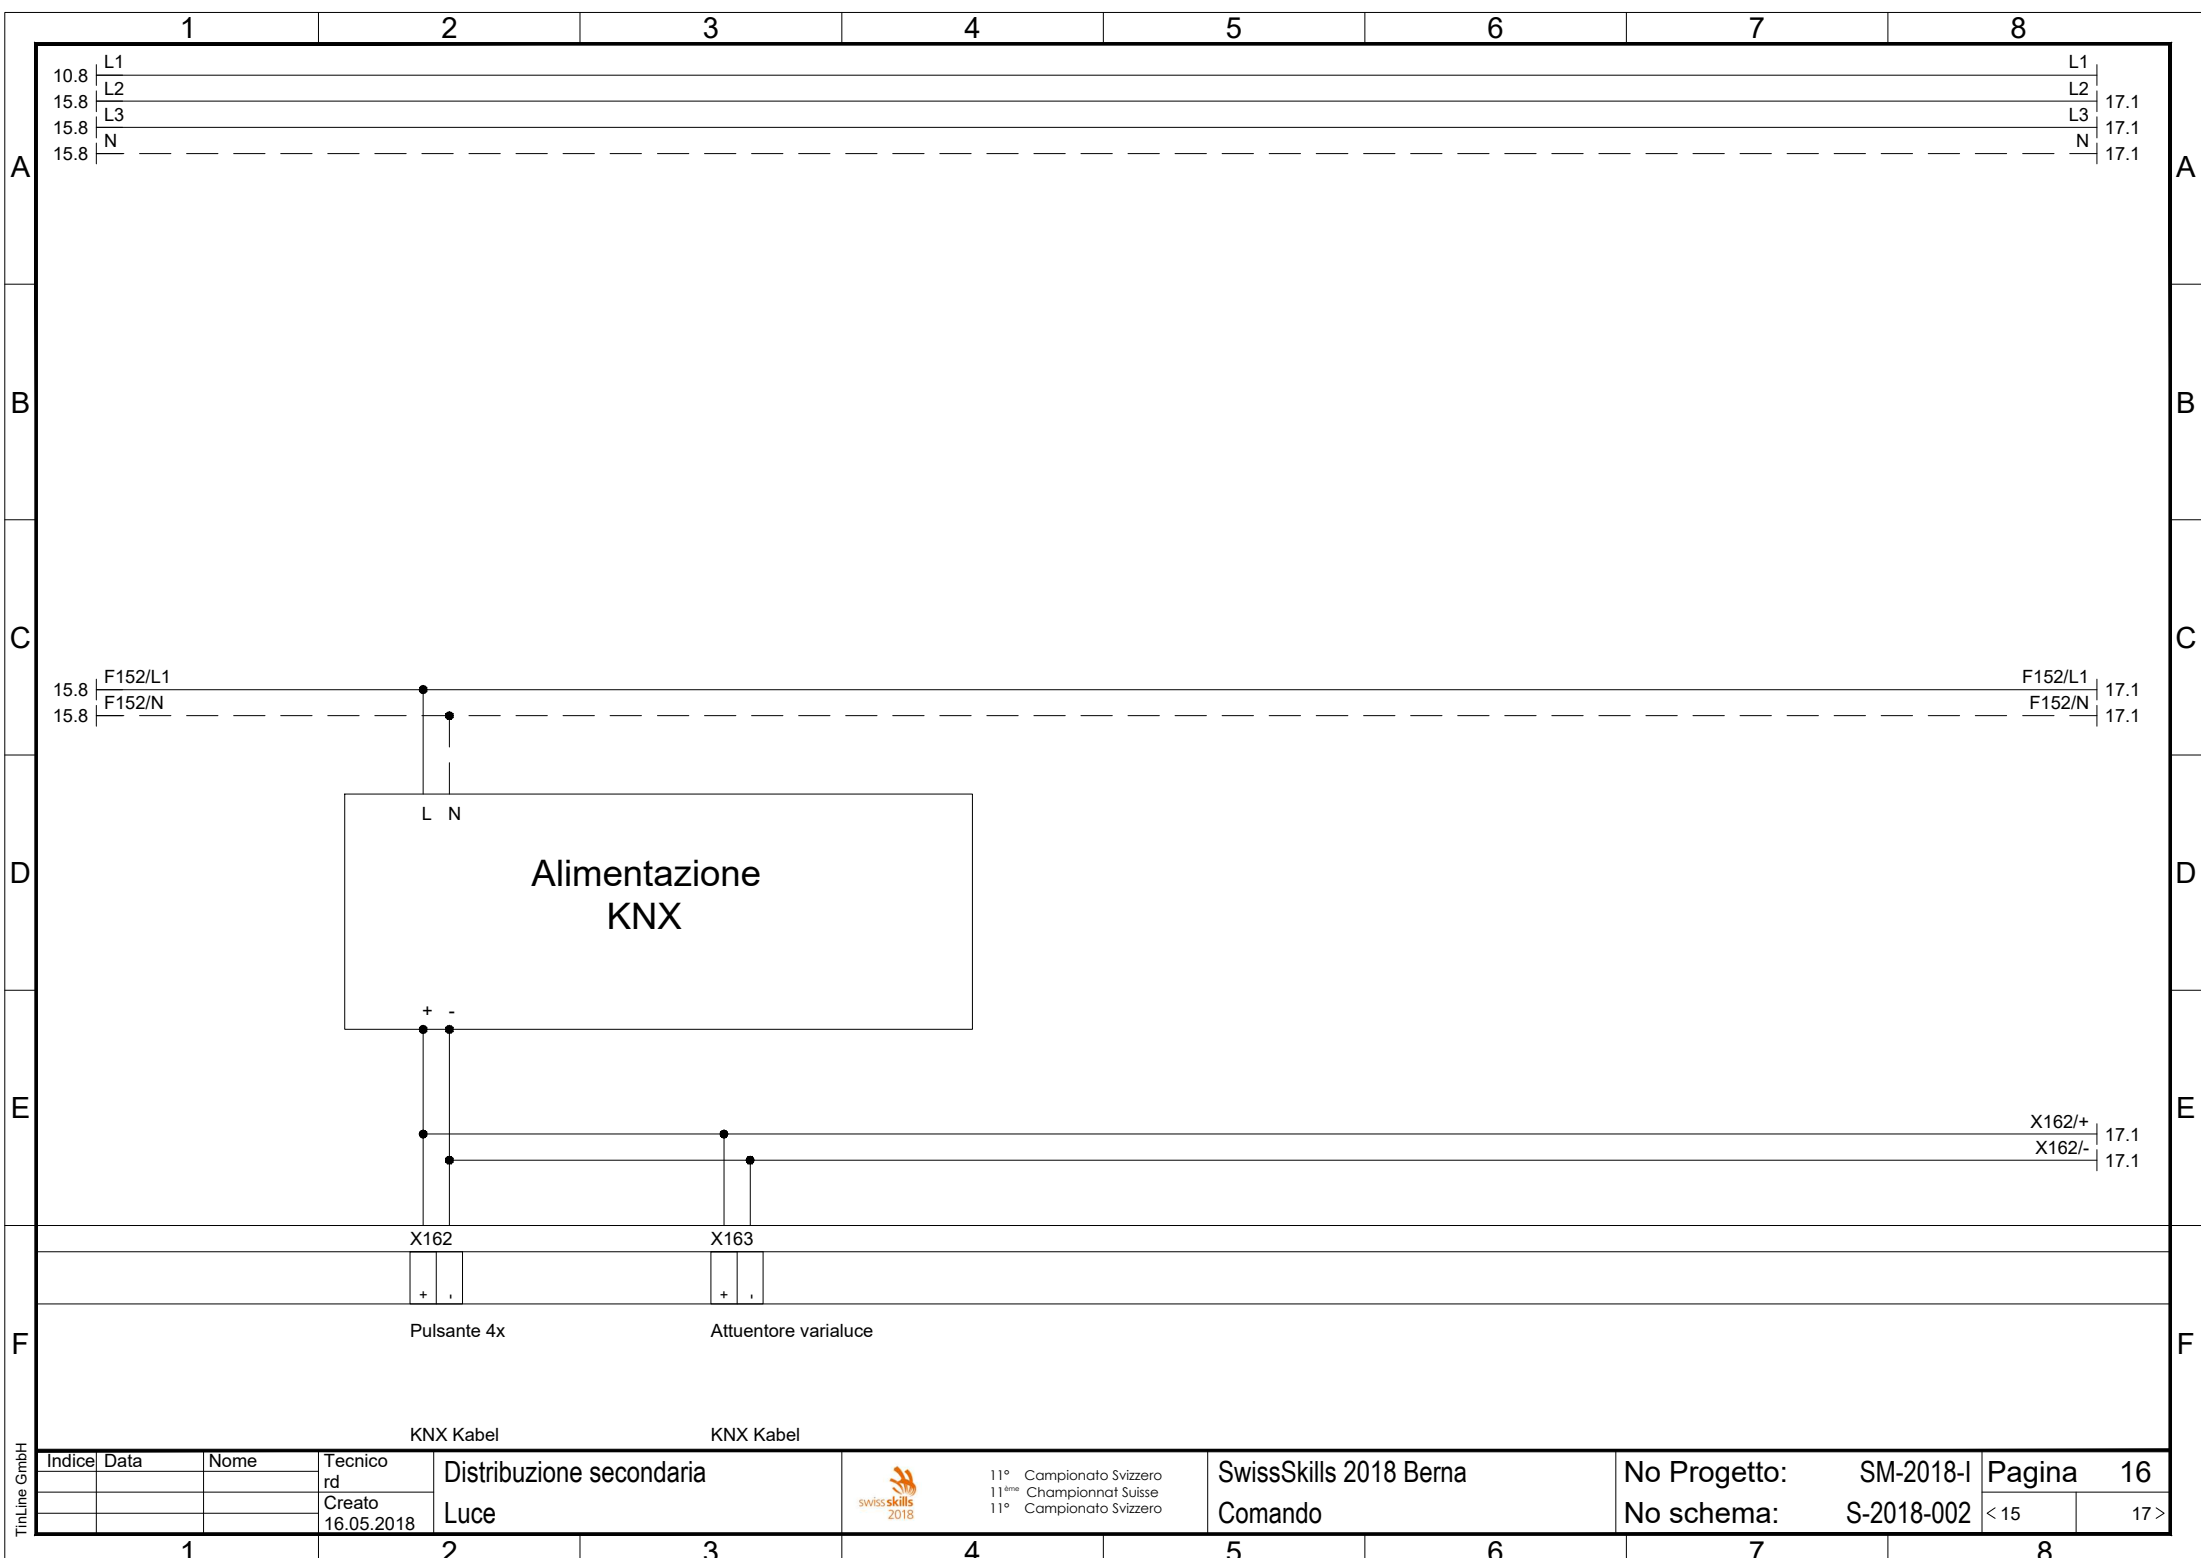 1 2 3 4 5 6 7 8
L1 L1
10.8
L2 L2
15.8 17.1
L3 L3
15.8 17.1
N N
15.8 17.1
A A
B B
C C
F152/L1 F152/L1
15.8 17.1
F152/N F152/N
15.8 17.1
L N
Alimentazione
KNX
D D
+ -
E E
X162/+
17.1
X162/-
17.1
X162 X163
+ - + -
Pulsante 4x Attuentore varialuce
F F
KNX Kabel KNX Kabel
TinLine GmbH
Indice Data Nome Tecnico
rd
Creato
16.05.2018
Distribuzione secondaria
Luce
swissskills
2018
11° Campionato Svizzero
11ème Championnat Suisse
11° Campionato Svizzero
SwissSkills 2018 Berna
Comando
No Progetto: SM-2018-I
No schema: S-2018-002
Pagina 16
< 15 17 >
1 2 3 4 5 6 7 8